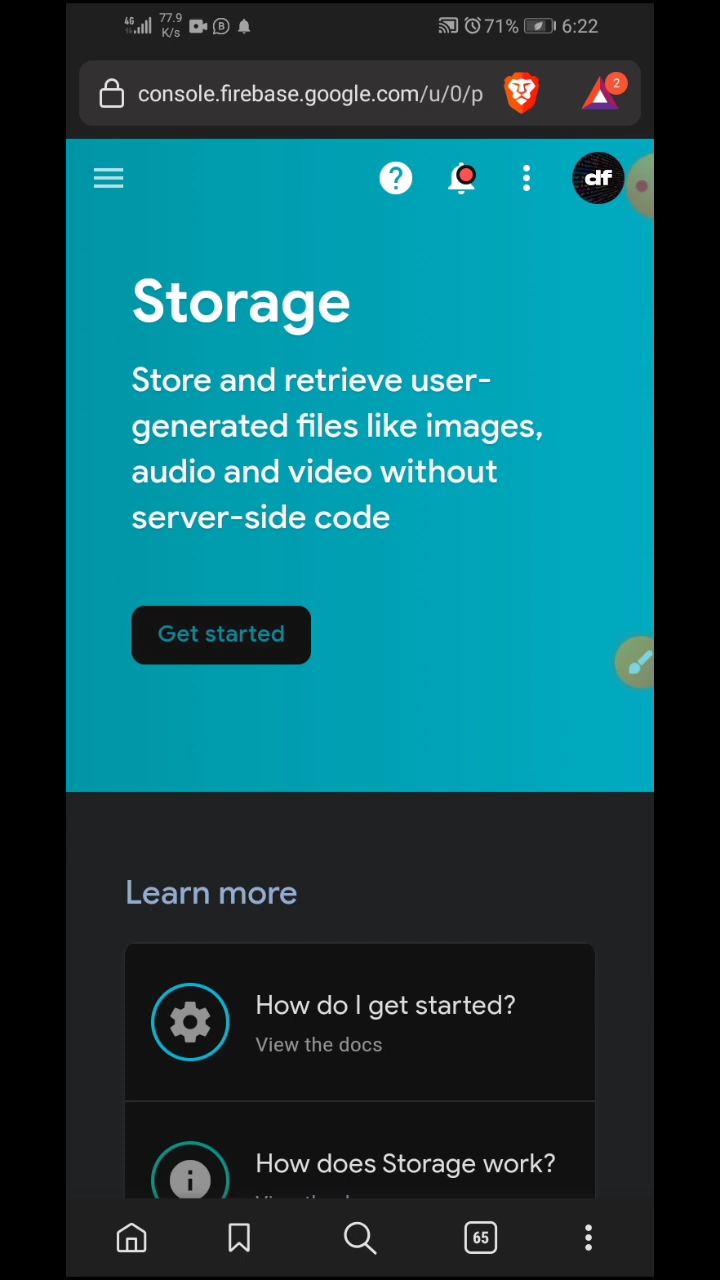 4G 77.9 K/s B 71% 6:22
console.firebase.google.com/u/0/p 2
? df
Storage
Store and retrieve user-
generated files like images,
audio and video without
server-side code
Get started
Learn more
How do I get started?
View the docs
How does Storage work?
65